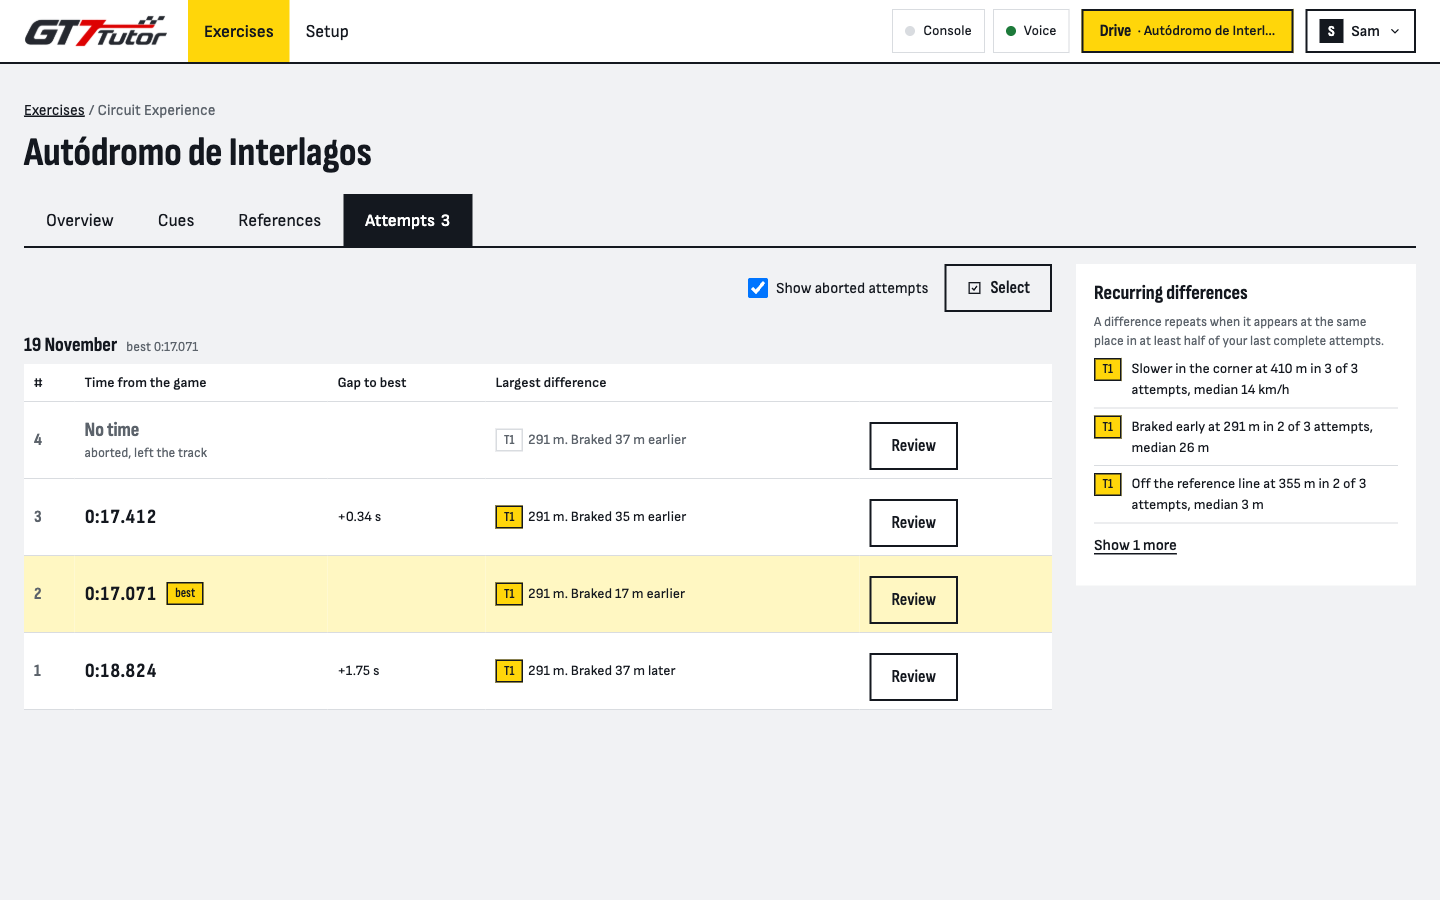 GT7 Tutor
Exercises
Setup
Console
Voice
Drive · Autódromo de Interl...
S Sam
Exercises / Circuit Experience
Autódromo de Interlagos
Overview
Cues
References
Attempts 3
Show aborted attempts
Select
19 November best 0:17.071
# Time from the game Gap to best Largest difference
4 No time T1 291 m. Braked 37 m earlier Review
aborted, left the track
3 0:17.412 +0.34 s T1 291 m. Braked 35 m earlier Review
2 0:17.071 best T1 291 m. Braked 17 m earlier Review
1 0:18.824 +1.75 s T1 291 m. Braked 37 m later Review
Recurring differences
A difference repeats when it appears at the same
place in at least half of your last complete attempts.
T1 Slower in the corner at 410 m in 3 of 3
attempts, median 14 km/h
T1 Braked early at 291 m in 2 of 3 attempts,
median 26 m
T1 Off the reference line at 355 m in 2 of 3
attempts, median 3 m
Show 1 more